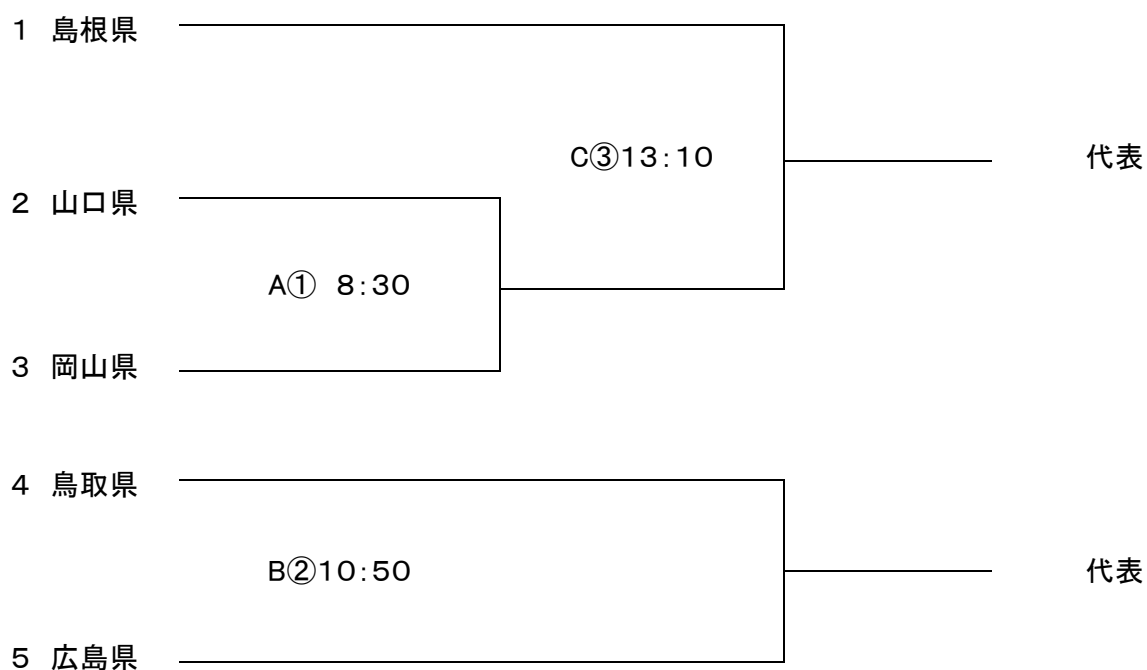 １ 島根県
C③１３：１０
代表
２ 山口県
A① ８：３０
３ 岡山県
４ 鳥取県
B②１０：５０
代表
５ 広島県